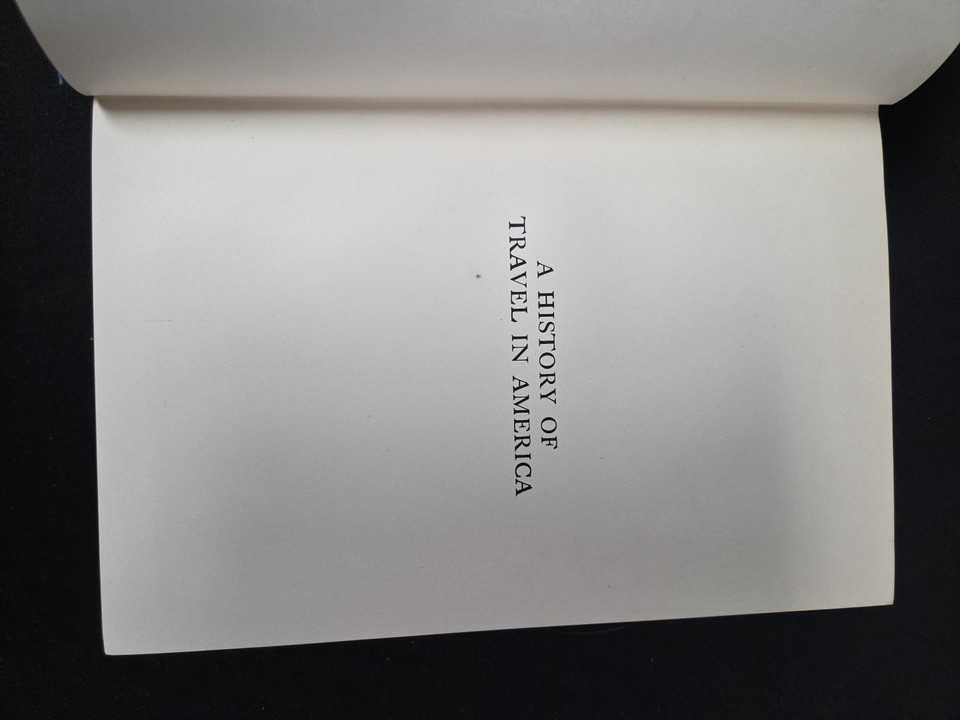 A HISTORY OF
TRAVEL IN AMERICA